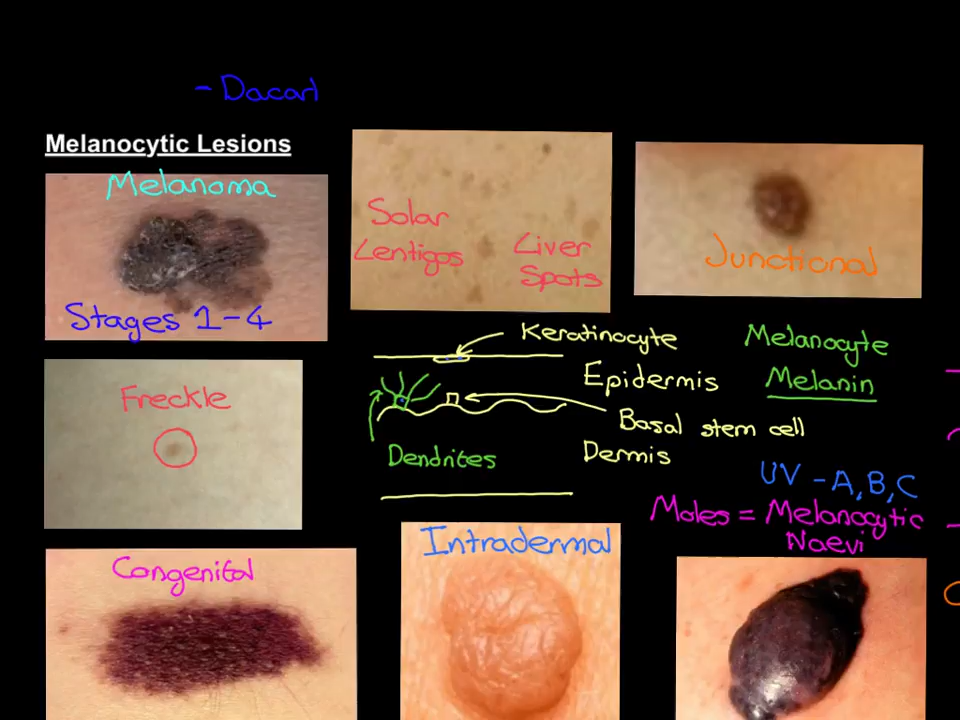 - Dacarl
Melanocytic Lesions
Melanoma
Stages 1-4
Solar
Lentigos
Liver
Spots
Junctional
Keratinocyte
Epidermis
Basal stem cell
Dermis
Dendrites
Melanocyte
Melanin
UV - A, B, C
Moles = Melanocytic
Naevi
Freckle
Congenital
Intradermal